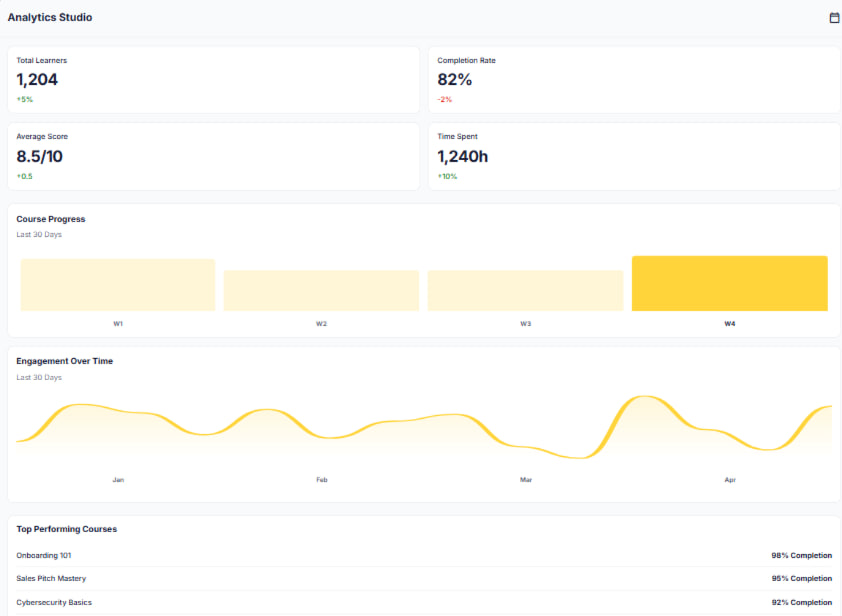 Analytics Studio
Total Learners
1,204
+5%
Completion Rate
82%
-2%
Average Score
8.5/10
+0.5
Time Spent
1,240h
+10%
Course Progress
Last 30 Days
W1 W2 W3 W4
Engagement Over Time
Last 30 Days
Jan Feb Mar Apr
Top Performing Courses
Onboarding 101 98% Completion
Sales Pitch Mastery 95% Completion
Cybersecurity Basics 92% Completion